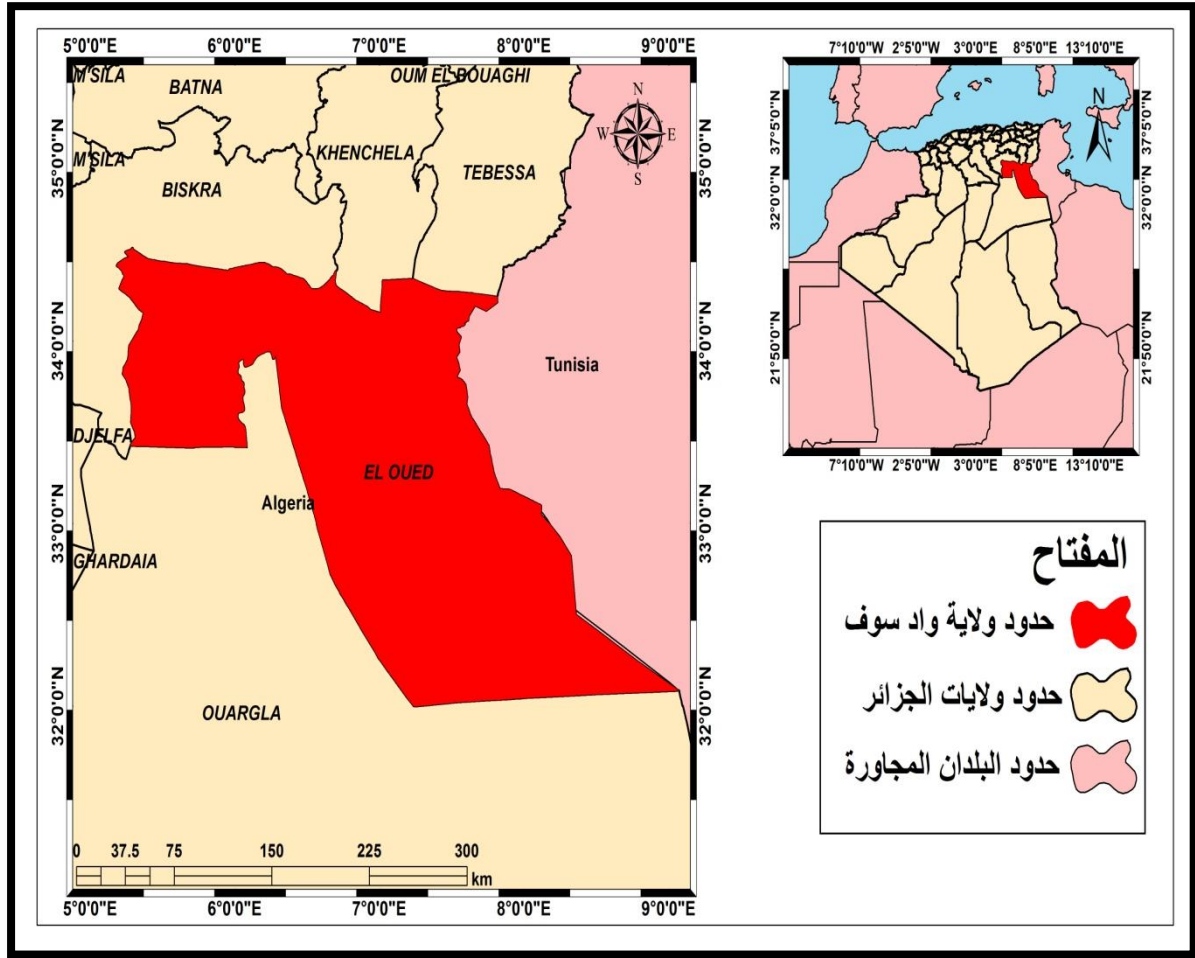 5°0'0"E 6°0'0"E 7°0'0"E 8°0'0"E 9°0'0"E
M'SILA
BATNA
OUM EL BOUAGHI
N
W E
S
M'SILA
KHENCHELA
TEBESSA
BISKRA
35°0'0"N
35°0'0"N
34°0'0"N
34°0'0"N
Tunisia
DJELFA
EL OUED
Algeria
33°0'0"N
33°0'0"N
GHARDAIA
32°0'0"N
32°0'0"N
OUARGLA
0 37.5 75 150 225 300
km
5°0'0"E 6°0'0"E 7°0'0"E 8°0'0"E 9°0'0"E
7°10'0"W 2°5'0"W 3°0'0"E 8°5'0"E 13°10'0"E
N
37°5'0"N
37°5'0"N
32°0'0"N
32°0'0"N
21°50'0"N
21°50'0"N
7°10'0"W 2°5'0"W 3°0'0"E 8°5'0"E 13°10'0"E
المفتاح
حدود ولاية واد سوف
حدود ولايات الجزائر
حدود البلدان المجاورة